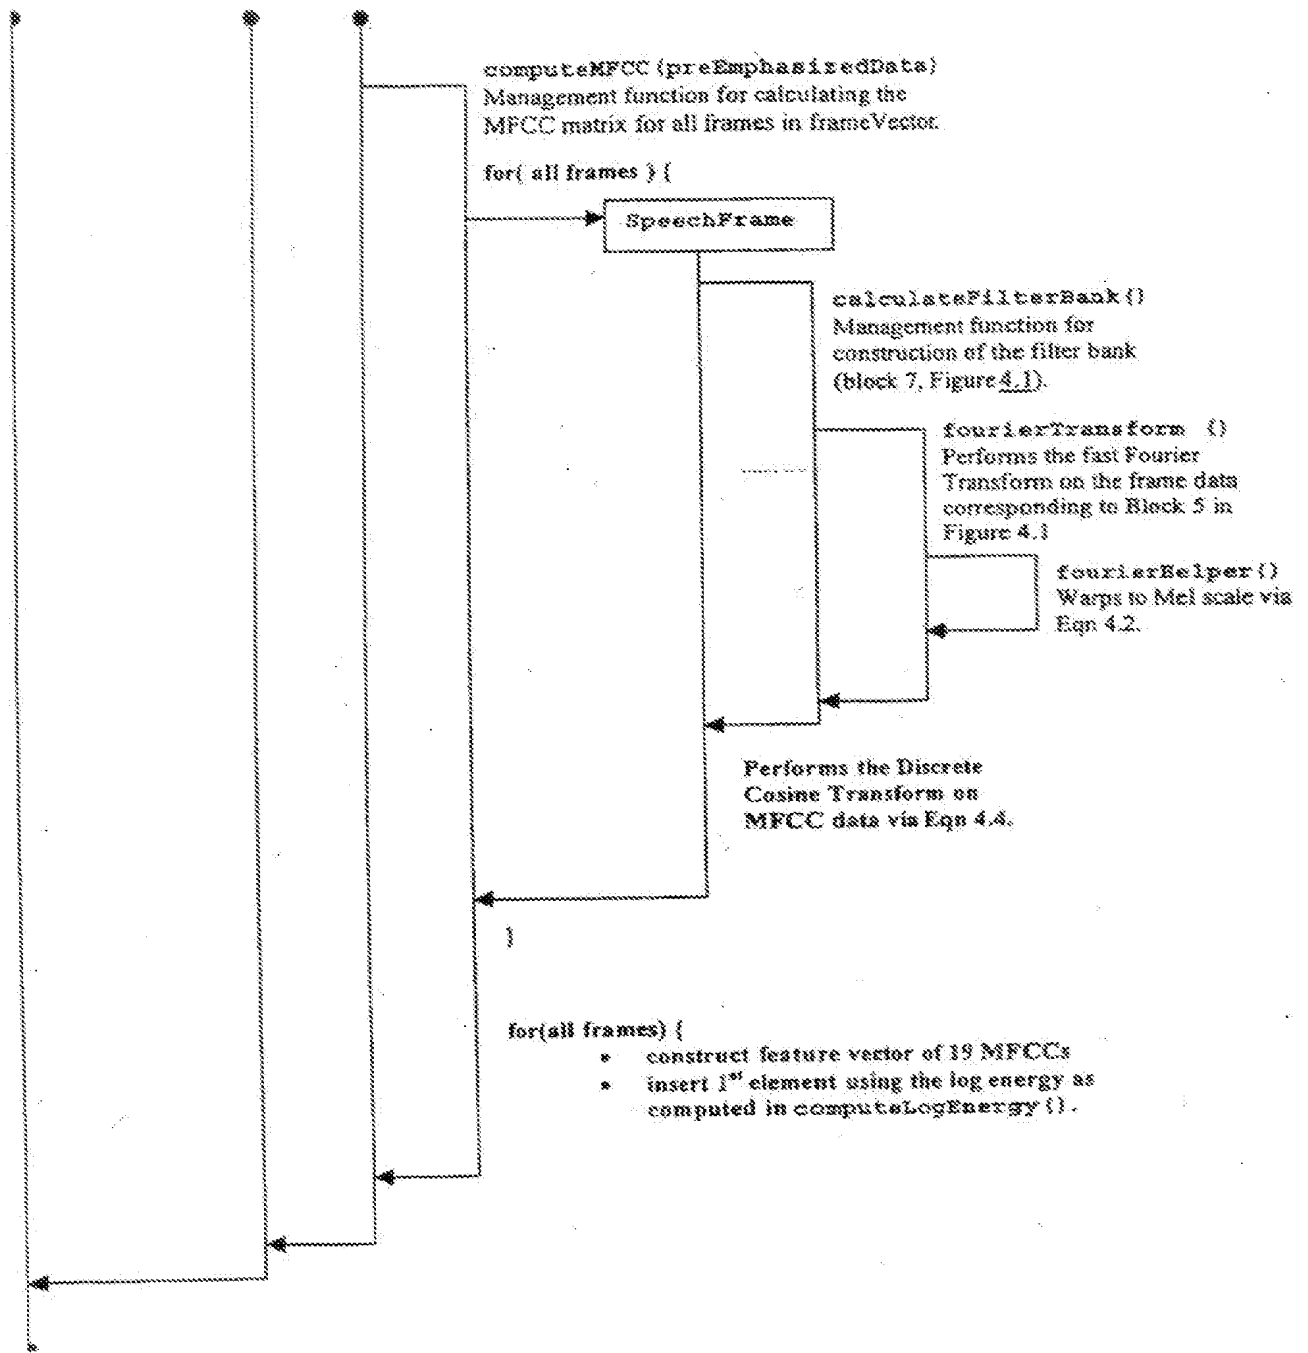 computeMFCC(preEmphasizedData)
Management function for calculating the
MFCC matrix for all frames in frameVector.
for( all frames ) {
SpeechFrame
calculateFilterBank()
Management function for
construction of the filter bank
(block 7, Figure 4.1).
fourierTransform ()
Performs the fast Fourier
Transform on the frame data
corresponding to Block 5 in
Figure 4.1
fourierHelper()
Warps to Mel scale via
Eqn 4.2.
Performs the Discrete
Cosine Transform on
MFCC data via Eqn 4.4.
}
for(all frames) {
• construct feature vector of 19 MFCCs
• insert 1st element using the log energy as
computed in computeLogEnergy().